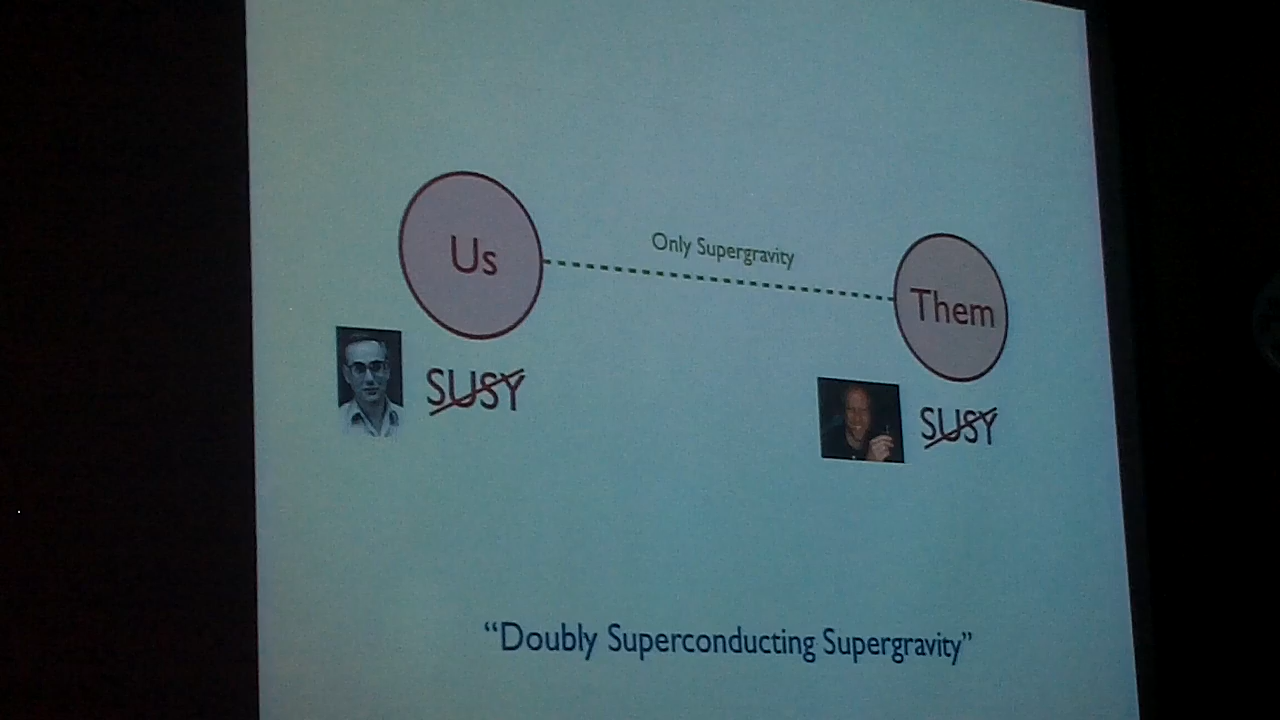 Us
Only Supergravity
Them
SUSY
SUSY
“Doubly Superconducting Supergravity”